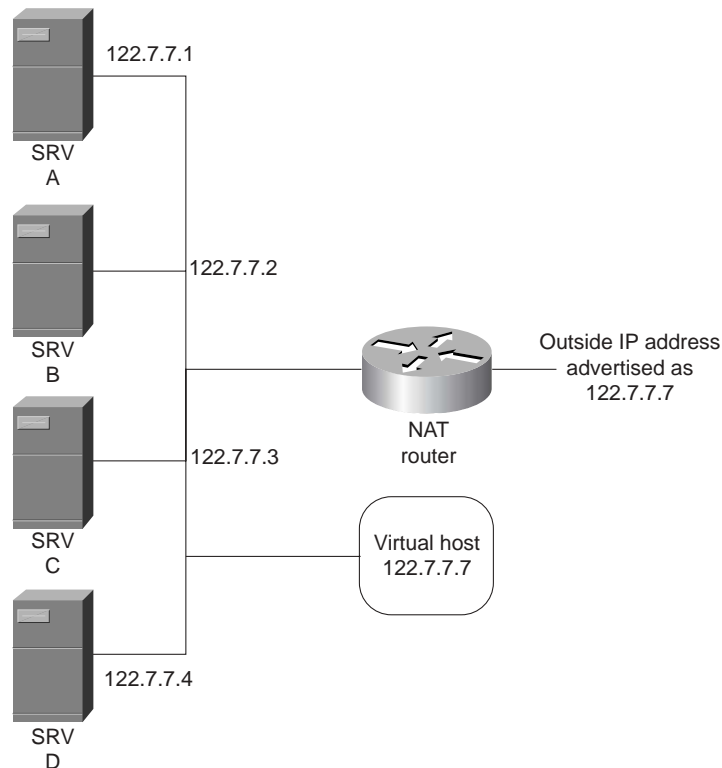 122.7.7.1
SRV
A
122.7.7.2
SRV
B
Outside IP address
advertised as
122.7.7.7
NAT
router
122.7.7.3
SRV
C
Virtual host
122.7.7.7
122.7.7.4
SRV
D